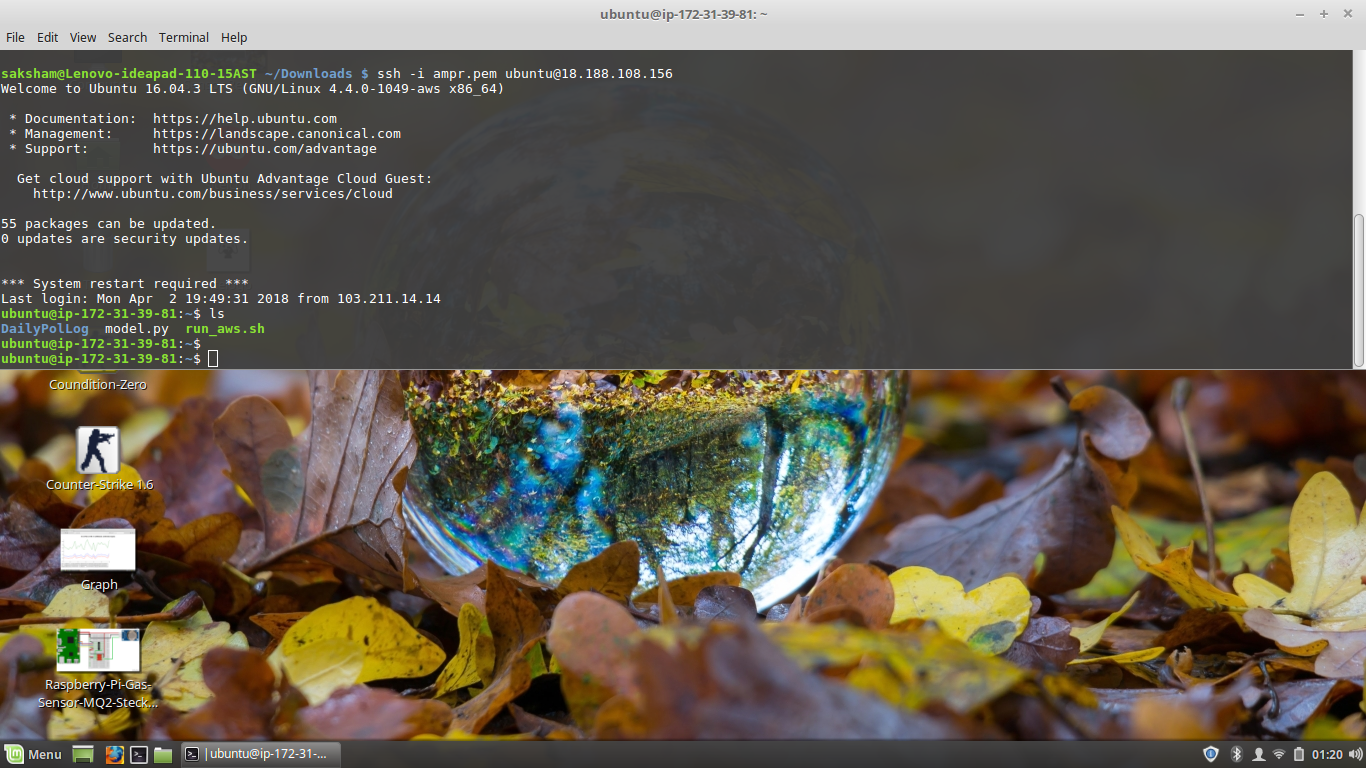 ubuntu@ip-172-31-39-81: ~
File Edit View Search Terminal Help
saksham@Lenovo-ideapad-110-15AST ~/Downloads $ ssh -i ampr.pem ubuntu@18.188.108.156
Welcome to Ubuntu 16.04.3 LTS (GNU/Linux 4.4.0-1049-aws x86_64)
* Documentation: https://help.ubuntu.com
* Management: https://landscape.canonical.com
* Support: https://ubuntu.com/advantage
Get cloud support with Ubuntu Advantage Cloud Guest:
http://www.ubuntu.com/business/services/cloud
55 packages can be updated.
0 updates are security updates.
*** System restart required ***
Last login: Mon Apr 2 19:49:31 2018 from 103.211.14.14
ubuntu@ip-172-31-39-81:~$ ls
DailyPolLog model.py run_aws.sh
ubuntu@ip-172-31-39-81:~$
ubuntu@ip-172-31-39-81:~$
Coundition-Zero
Counter-Strike 1.6
Graph
Raspberry-Pi-Gas-
Sensor-MQ2-Steck...
Menu ubuntu@ip-172-31-... 01:20